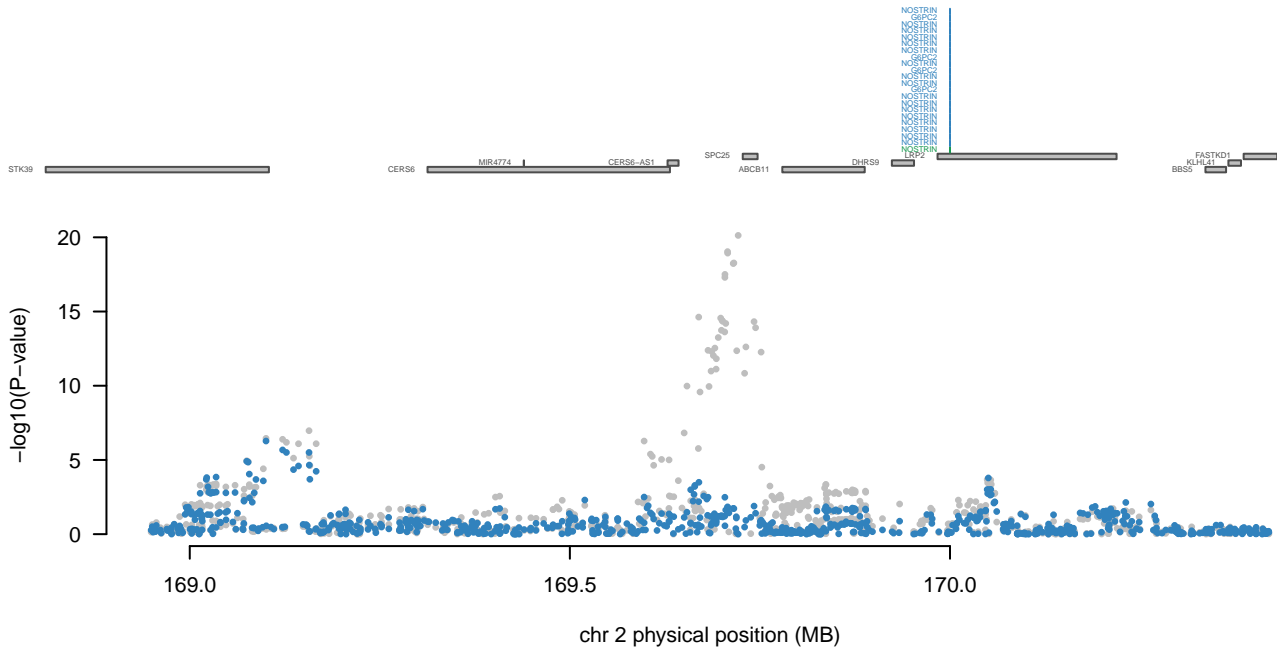 NOSTRIN
G6PC2
NOSTRIN
NOSTRIN
NOSTRIN
NOSTRIN
NOSTRIN
G6PC2
NOSTRIN
G6PC2
NOSTRIN
NOSTRIN
G6PC2
NOSTRIN
NOSTRIN
NOSTRIN
NOSTRIN
NOSTRIN
NOSTRIN
NOSTRIN
NOSTRIN
NOSTRIN
SPC25 LRP2 FASTKD1
MIR4774 CERS6−AS1 DHRS9 KLHL41
STK39 CERS6 ABCB11 BBS5
20
15
10
5
0
−log10(P−value)
169.0 169.5 170.0
chr 2 physical position (MB)